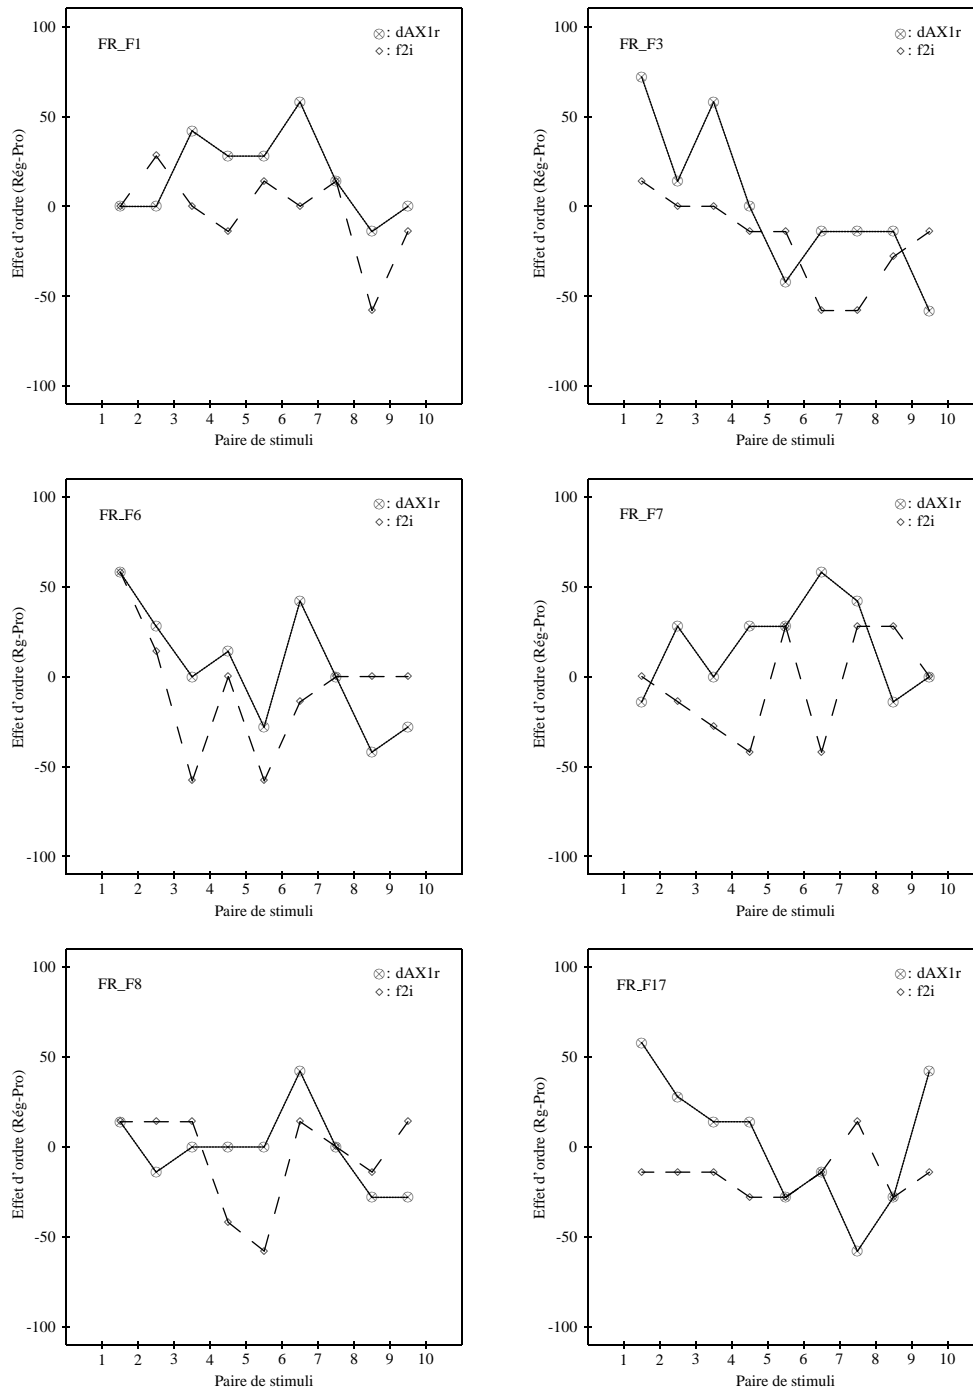 FR_F1
: dAX1r
: f2i
100
50
0
-50
-100
Effet d'ordre (Rég-Pro)
1 2 3 4 5 6 7 8 9 10
Paire de stimuli
FR_F3
: dAX1r
: f2i
100
50
0
-50
-100
Effet d'ordre (Rég-Pro)
1 2 3 4 5 6 7 8 9 10
Paire de stimuli
FR_F6
: dAX1r
: f2i
100
50
0
-50
-100
Effet d'ordre (Rg-Pro)
1 2 3 4 5 6 7 8 9 10
Paire de stimuli
FR_F7
: dAX1r
: f2i
100
50
0
-50
-100
Effet d'ordre (Rég-Pro)
1 2 3 4 5 6 7 8 9 10
Paire de stimuli
FR_F8
: dAX1r
: f2i
100
50
0
-50
-100
Effet d'ordre (Rég-Pro)
1 2 3 4 5 6 7 8 9 10
Paire de stimuli
FR_F17
: dAX1r
: f2i
100
50
0
-50
-100
Effet d'ordre (Rg-Pro)
1 2 3 4 5 6 7 8 9 10
Paire de stimuli